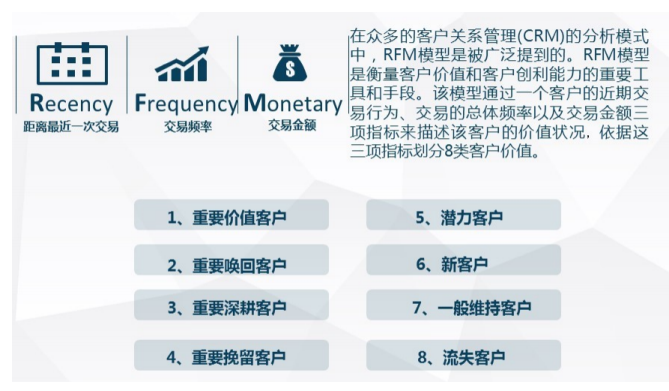 Recency
距离最近一次交易
Frequency
交易频率
Monetary
交易金额
在众多的客户关系管理(CRM)的分析模式
中，RFM模型是被广泛提到的。RFM模型
是衡量客户价值和客户创利能力的重要工
具和手段。该模型通过一个客户的近期交
易行为、交易的总体频率以及交易金额三
项指标来描述该客户的价值状况，依据这
三项指标划分8类客户价值。
1、重要价值客户
2、重要唤回客户
3、重要深耕客户
4、重要挽留客户
5、潜力客户
6、新客户
7、一般维持客户
8、流失客户